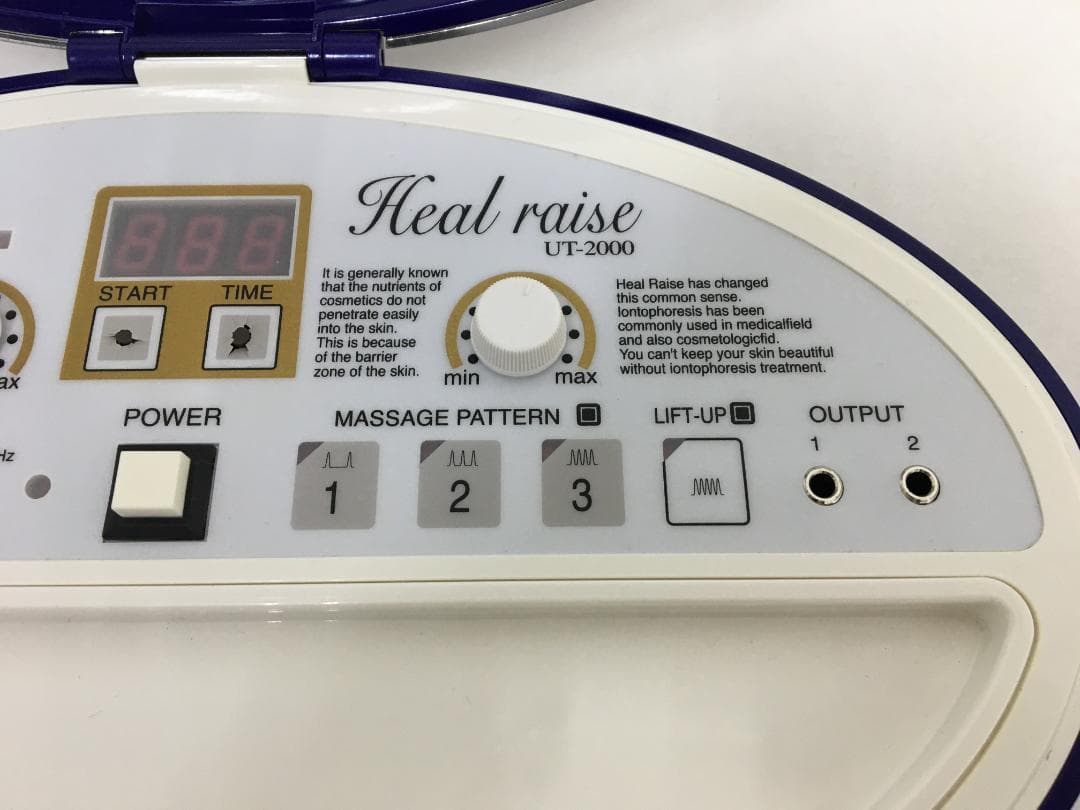 Heal raise
UT-2000
START TIME
It is generally known
that the nutrients of
cosmetics do not
penetrate easily
into the skin.
This is because
of the barrier
zone of the skin.
min max
Heal Raise has changed
this common sense.
Iontophoresis has been
commonly used in medicalfield
and also cosmetologicfid.
You can't keep your skin beautiful
without iontophoresis treatment.
ax
POWER
MASSAGE PATTERN
LIFT-UP
OUTPUT
1 2
Hz
1 2 3